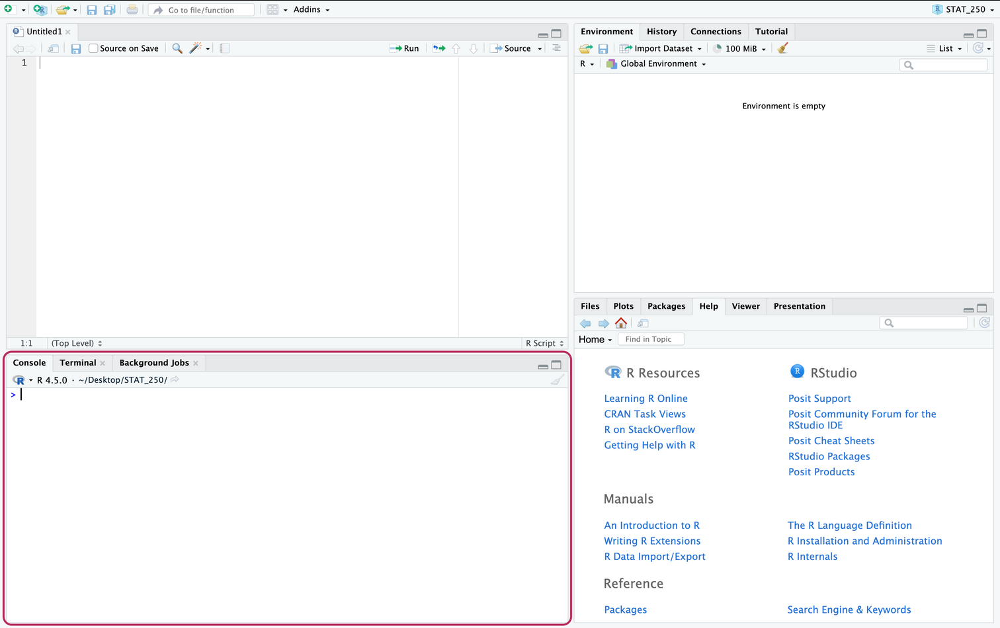 Go to file/function Addins STAT_250
Untitled1
Source on Save Run Source
1
1:1 (Top Level) R Script
Console Terminal Background Jobs
R 4.5.0 · ~/Desktop/STAT_250/
>
Environment History Connections Tutorial
Import Dataset 100 MiB List
R Global Environment
Environment is empty
Files Plots Packages Help Viewer Presentation
Home Find in Topic
R Resources
Learning R Online
CRAN Task Views
R on StackOverflow
Getting Help with R
RStudio
Posit Support
Posit Community Forum for the
RStudio IDE
Posit Cheat Sheets
RStudio Packages
Posit Products
Manuals
An Introduction to R
Writing R Extensions
R Data Import/Export
The R Language Definition
R Installation and Administration
R Internals
Reference
Packages
Search Engine & Keywords